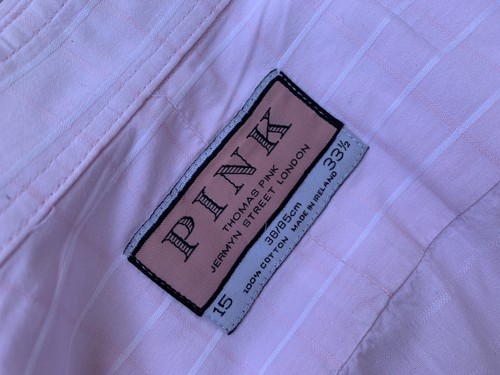 PINK
THOMAS PINK
JERMYN STREET LONDON
15 38/85cm 33½
100% COTTON MADE IN IRELAND